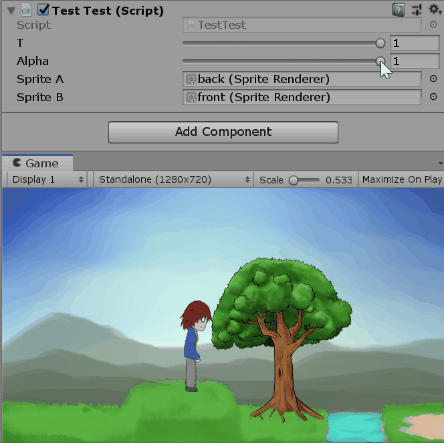 Test Test (Script)
Script TestTest
T 1
Alpha 1
Sprite A back (Sprite Renderer)
Sprite B front (Sprite Renderer)
Add Component
Game
Display 1 Standalone (1280x720) Scale 0.533 Maximize On Play